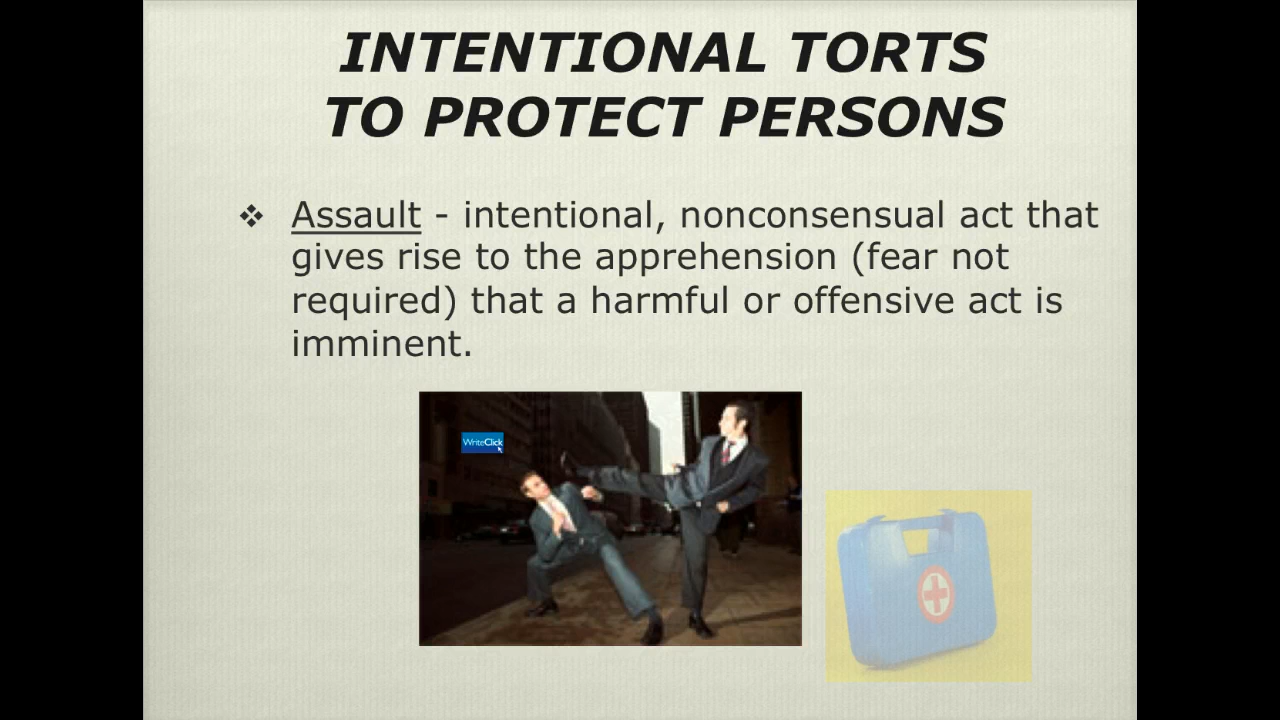 INTENTIONAL TORTS
TO PROTECT PERSONS
❖ Assault - intentional, nonconsensual act that
gives rise to the apprehension (fear not
required) that a harmful or offensive act is
imminent.
WriteClick